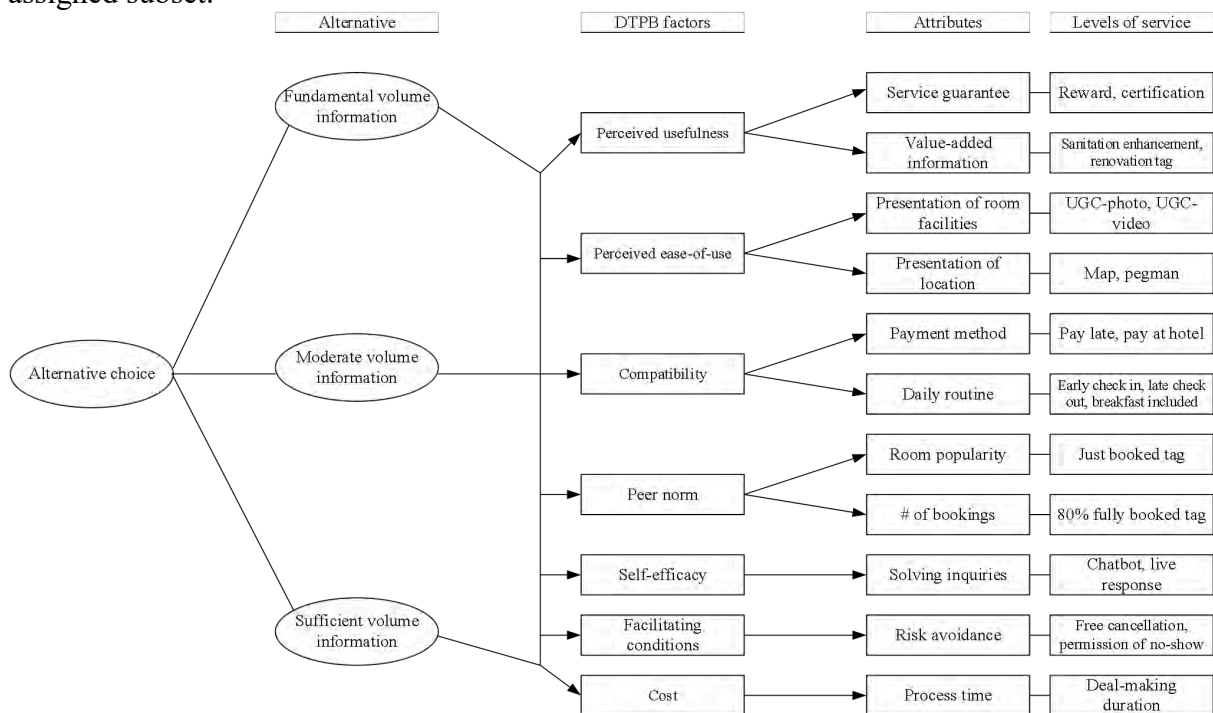 assigned subset.
Alternative
DTPB factors
Attributes
Levels of service
Fundamental volume
information
Moderate volume
information
Sufficient volume
information
Alternative choice
Perceived usefulness
Perceived ease-of-use
Compatibility
Peer norm
Self-efficacy
Facilitating
conditions
Cost
Service guarantee
Value-added
information
Presentation of room
facilities
Presentation of
location
Payment method
Daily routine
Room popularity
# of bookings
Solving inquiries
Risk avoidance
Process time
Reward, certification
Sanitation enhancement,
renovation tag
UGC-photo, UGC-
video
Map, pegman
Pay late, pay at hotel
Early check in, late check
out, breakfast included
Just booked tag
80% fully booked tag
Chatbot, live
response
Free cancellation,
permission of no-show
Deal-making
duration